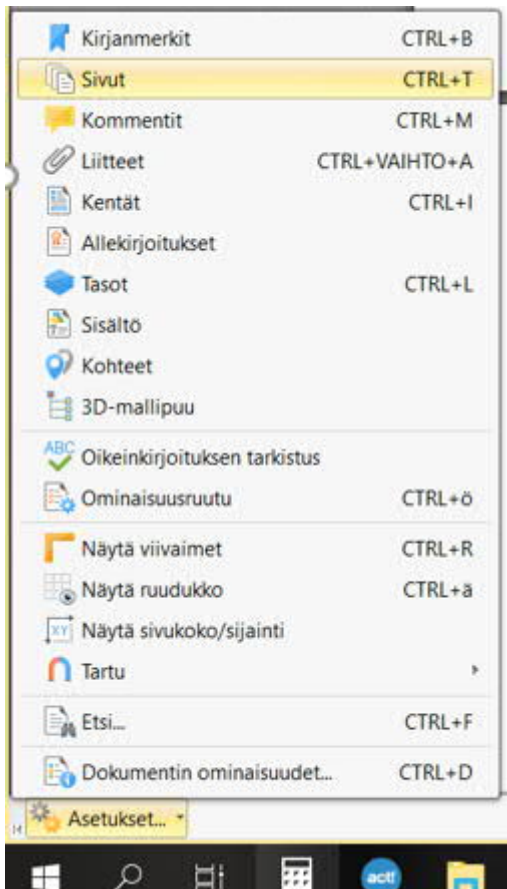 Kirjanmerkit CTRL+B
Sivut CTRL+T
Kommentit CTRL+M
Liitteet CTRL+VAIHTO+A
Kentät CTRL+I
Allekirjoitukset
Tasot CTRL+L
Sisältö
Kohteet
3D-mallipuu
ABC Oikeinkirjoituksen tarkistus
Ominaisuusruutu CTRL+ö
Näytä viivaimet CTRL+R
Näytä ruudukko CTRL+ä
XY Näytä sivukoko/sijainti
Tartu
Etsi... CTRL+F
Dokumentin ominaisuudet... CTRL+D
Asetukset...
act!